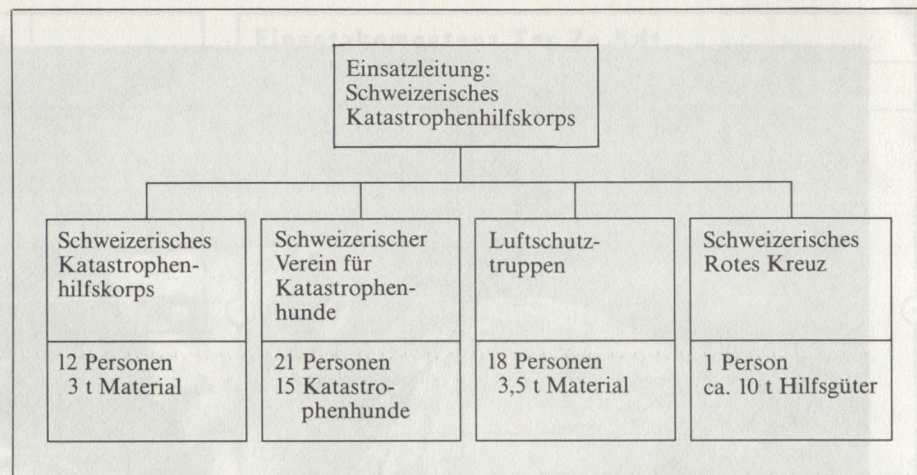 Einsatzleitung:
Schweizerisches
Katastrophenhilfskorps
Schweizerisches
Katastrophen-
hilfskorps
12 Personen
3 t Material
Schweizerischer
Verein für
Katastrophen-
hunde
21 Personen
15 Katastro-
phenhunde
Luftschutz-
truppen
18 Personen
3,5 t Material
Schweizerisches
Rotes Kreuz
1 Person
ca. 10 t Hilfsgüter